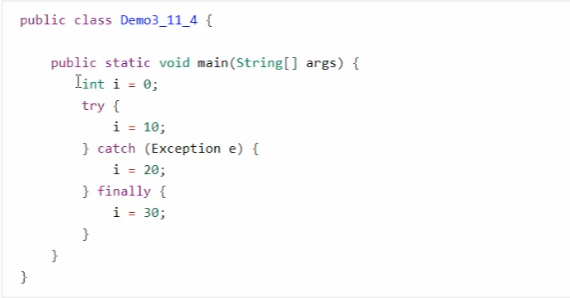 public class Demo3_11_4 {
public static void main(String[] args) {
int i = 0;
try {
i = 10;
} catch (Exception e) {
i = 20;
} finally {
i = 30;
}
}
}